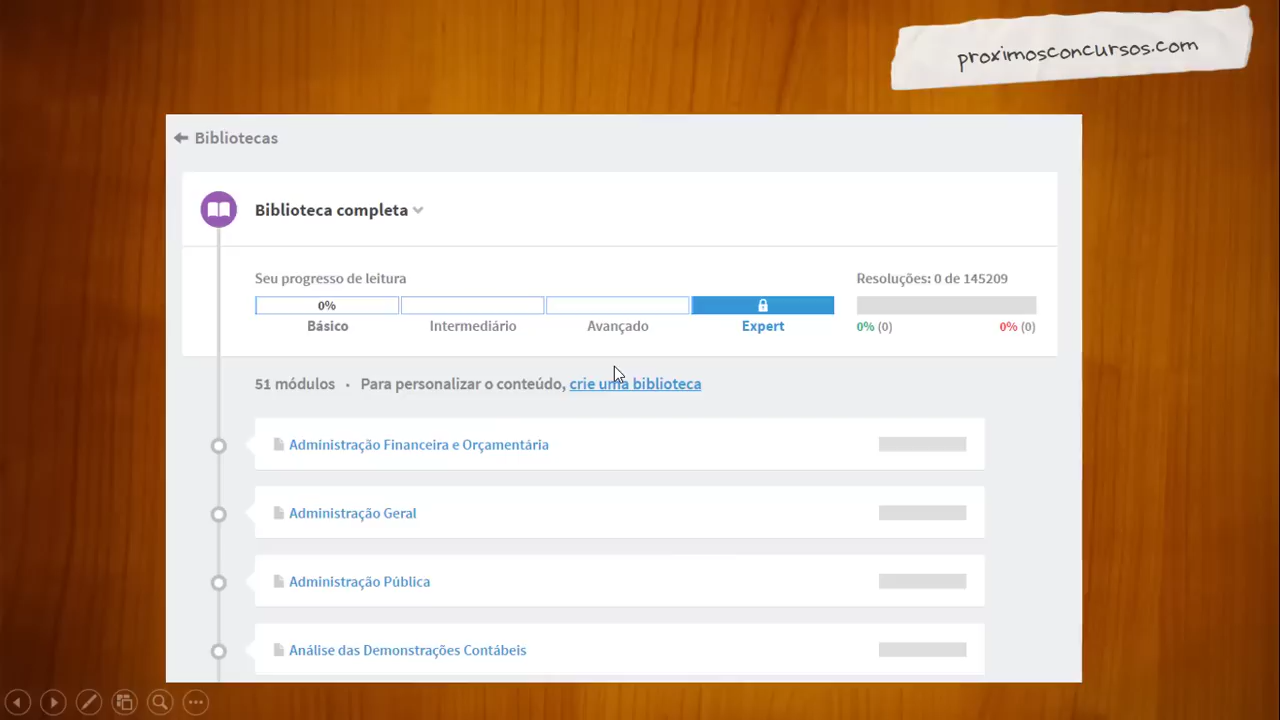 proximosconcursos.com
Bibliotecas
Biblioteca completa
Seu progresso de leitura
Resoluções: 0 de 145209
0%
Básico Intermediário Avançado Expert
0% (0) 0% (0)
51 módulos · Para personalizar o conteúdo, crie uma biblioteca
Administração Financeira e Orçamentária
Administração Geral
Administração Pública
Análise das Demonstrações Contábeis